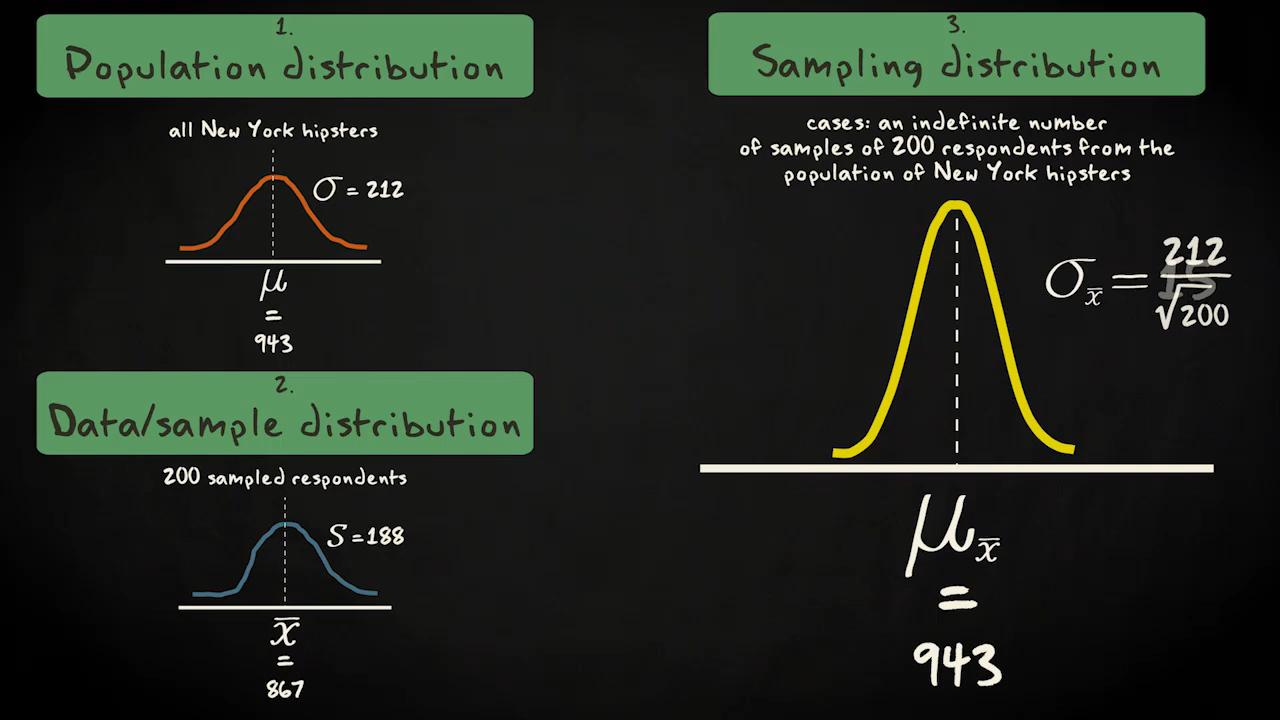 1.
Population distribution
all New York hipsters
σ = 212
μ
=
943
2.
Data/sample distribution
200 sampled respondents
S = 188
x̅
=
867
3.
Sampling distribution
cases: an indefinite number
of samples of 200 respondents from the
population of New York hipsters
σx̅ = 212
√200
15
μx̅
=
943